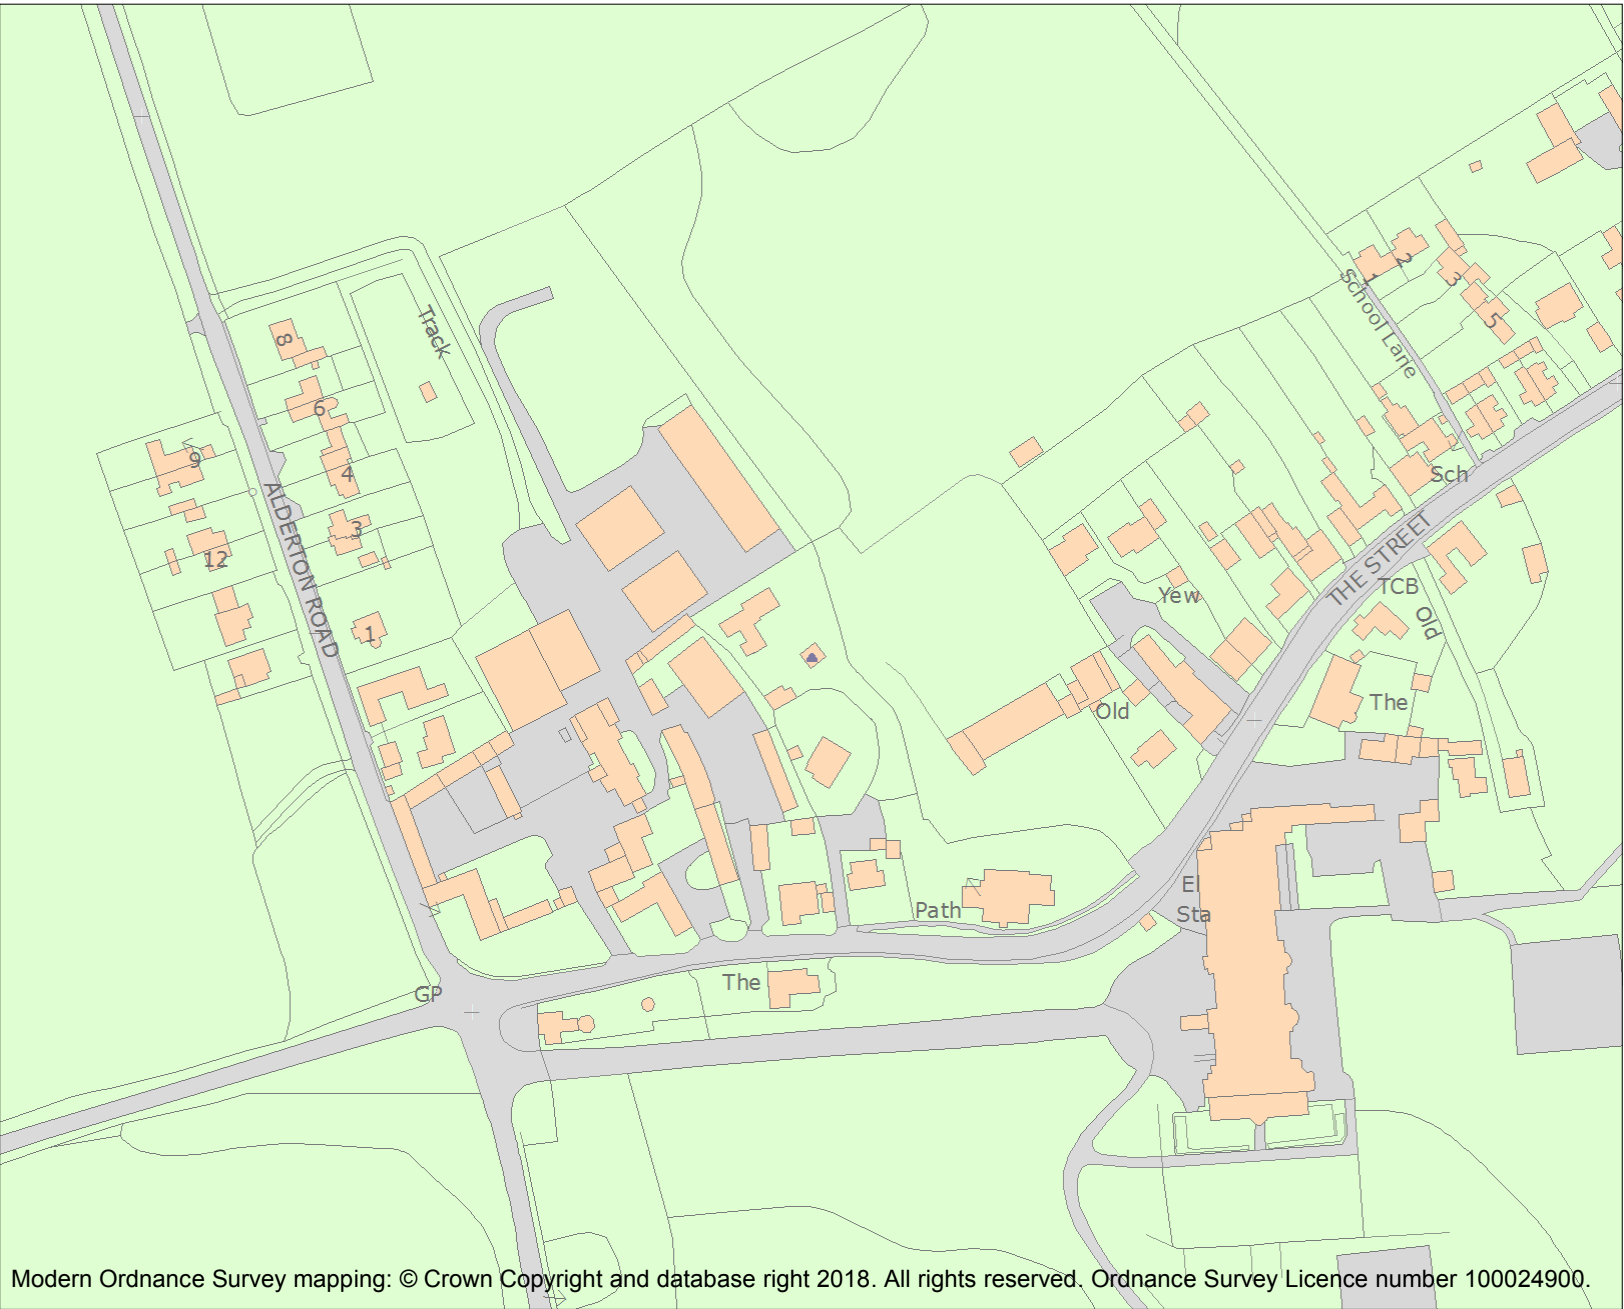 1
2
3
School Lane
5
Track
8
6
9
4
Sch
ALDERTON ROAD
3
12
THE STREET
TCB
Yew
Old
1
The
Old
El
Path
Sta
The
GP
Modern Ordnance Survey mapping: © Crown Copyright and database right 2018. All rights reserved. Ordnance Survey Licence number 100024900.